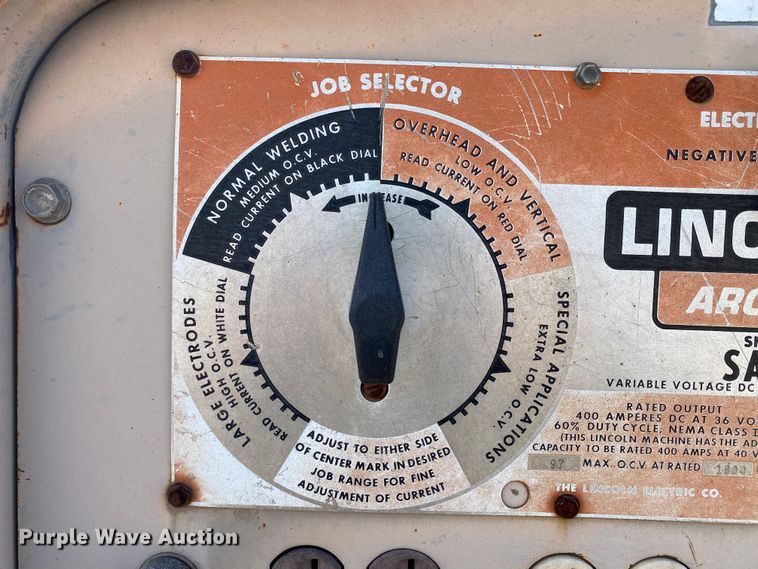 JOB SELECTOR
NORMAL WELDING
MEDIUM O.C.V.
READ CURRENT ON BLACK DIAL
OVERHEAD AND VERTICAL
LOW O.C.V.
READ CURRENT ON RED DIAL
INCREASE
LARGE ELECTRODES
HIGH O.C.V.
READ CURRENT ON WHITE DIAL
SPECIAL APPLICATIONS
EXTRA LOW O.C.V.
ADJUST TO EITHER SIDE
OF CENTER MARK IN DESIRED
JOB RANGE FOR FINE
ADJUSTMENT OF CURRENT
ELECT
NEGATIVE
LINC
ARC
SA
VARIABLE VOLTAGE DC
RATED OUTPUT
400 AMPERES DC AT 36 VO
60% DUTY CYCLE, NEMA CLASS I
(THIS LINCOLN MACHINE HAS THE AD
CAPACITY TO BE RATED 400 AMPS AT 40 V
97 MAX. O.C.V. AT RATED 1800
THE LINCOLN ELECTRIC CO.
Purple Wave Auction